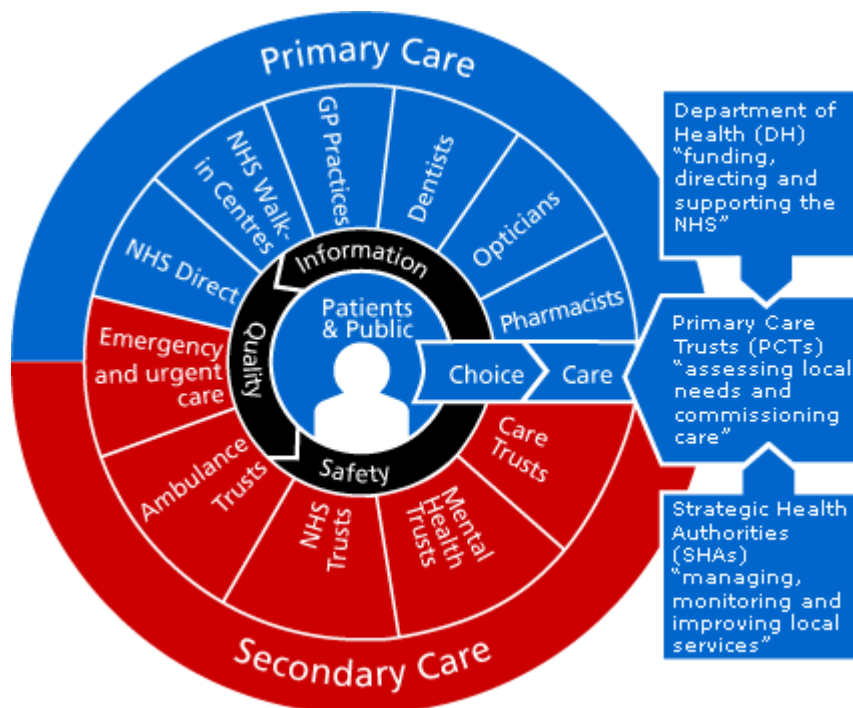 Primary Care
NHS Direct
NHS Walk-
in Centres
GP Practices
Dentists
Opticians
Pharmacists
Information
Quality
Safety
Patients
& Public
Choice
Care
Emergency
and urgent
care
Ambulance
Trusts
NHS
Trusts
Mental
Health
Trusts
Care
Trusts
Secondary Care
Department of
Health (DH)
“funding,
directing and
supporting the
NHS”
Primary Care
Trusts (PCTs)
“assessing local
needs and
commissioning
care”
Strategic Health
Authorities
(SHAs)
“managing,
monitoring and
improving local
services”